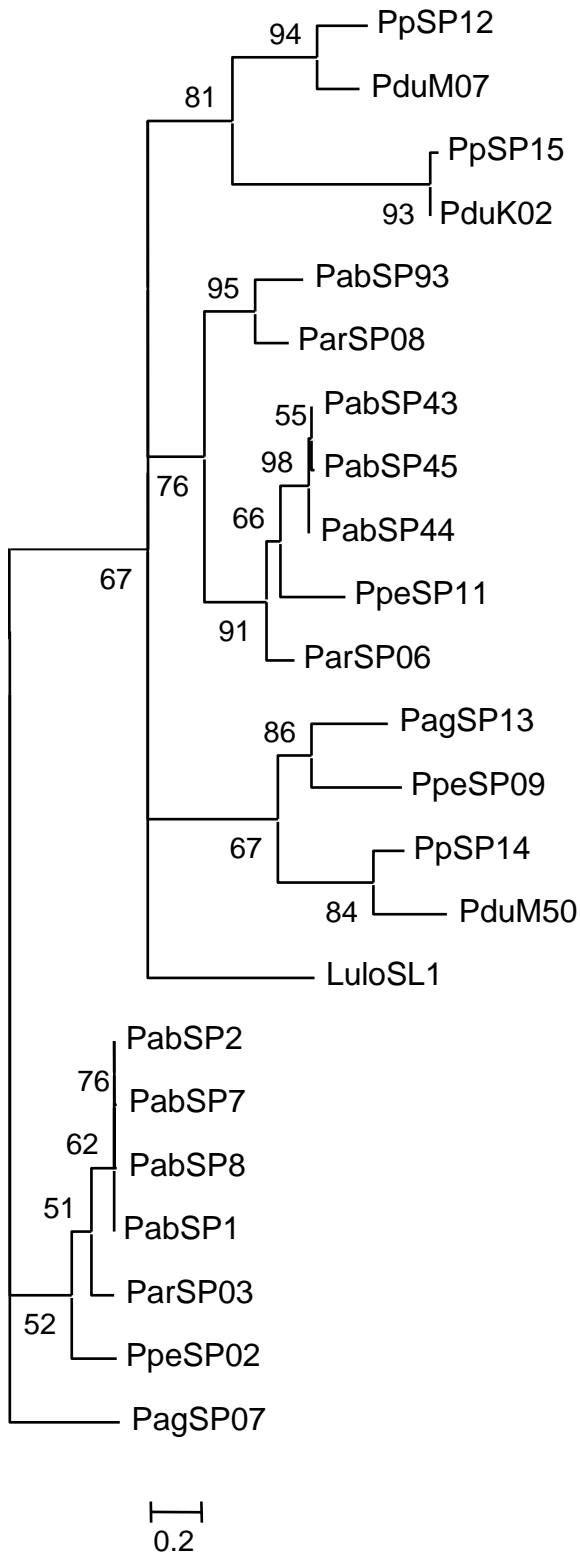 94
PpSP12
81
PduM07
PpSP15
93
PduK02
95
PabSP93
ParSP08
55
PabSP43
98
PabSP45
76
66
PabSP44
67
PpeSP11
91
ParSP06
86
PagSP13
PpeSP09
67
PpSP14
84
PduM50
LuloSL1
PabSP2
76
PabSP7
62
PabSP8
51
PabSP1
ParSP03
52
PpeSP02
PagSP07
0.2